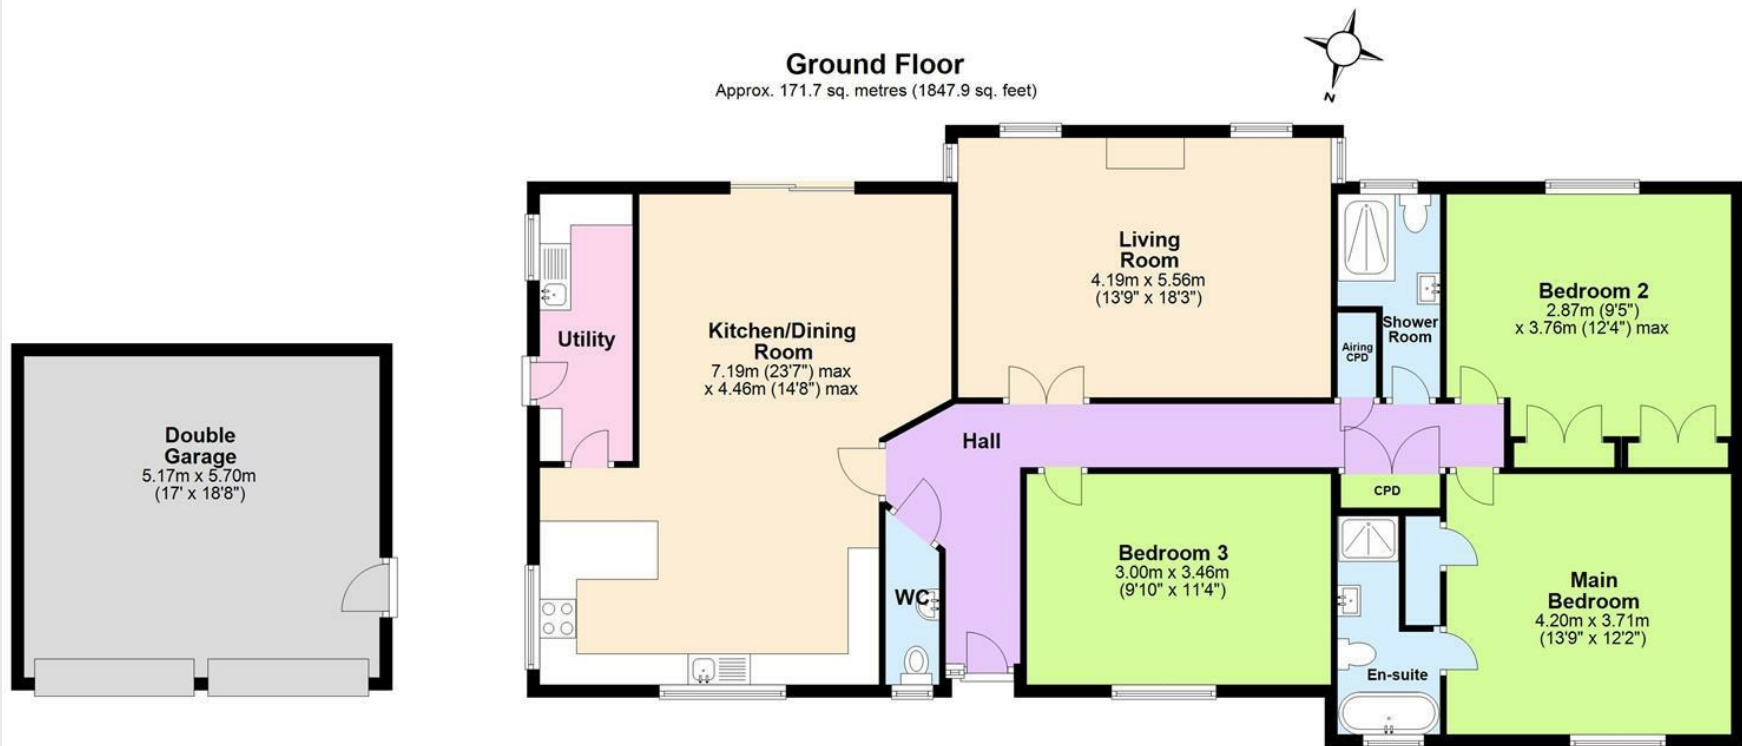 Ground Floor
Approx. 171.7 sq. metres (1847.9 sq. feet)
N
Living
Room
4.19m x 5.56m
(13'9" x 18'3")
Bedroom 2
2.87m (9'5")
x 3.76m (12'4") max
Shower
Room
Airing
CPD
Utility
Kitchen/Dining
Room
7.19m (23'7") max
x 4.46m (14'8") max
Double
Garage
5.17m x 5.70m
(17' x 18'8")
Hall
CPD
Bedroom 3
3.00m x 3.46m
(9'10" x 11'4")
WC
Main
Bedroom
4.20m x 3.71m
(13'9" x 12'2")
En-suite